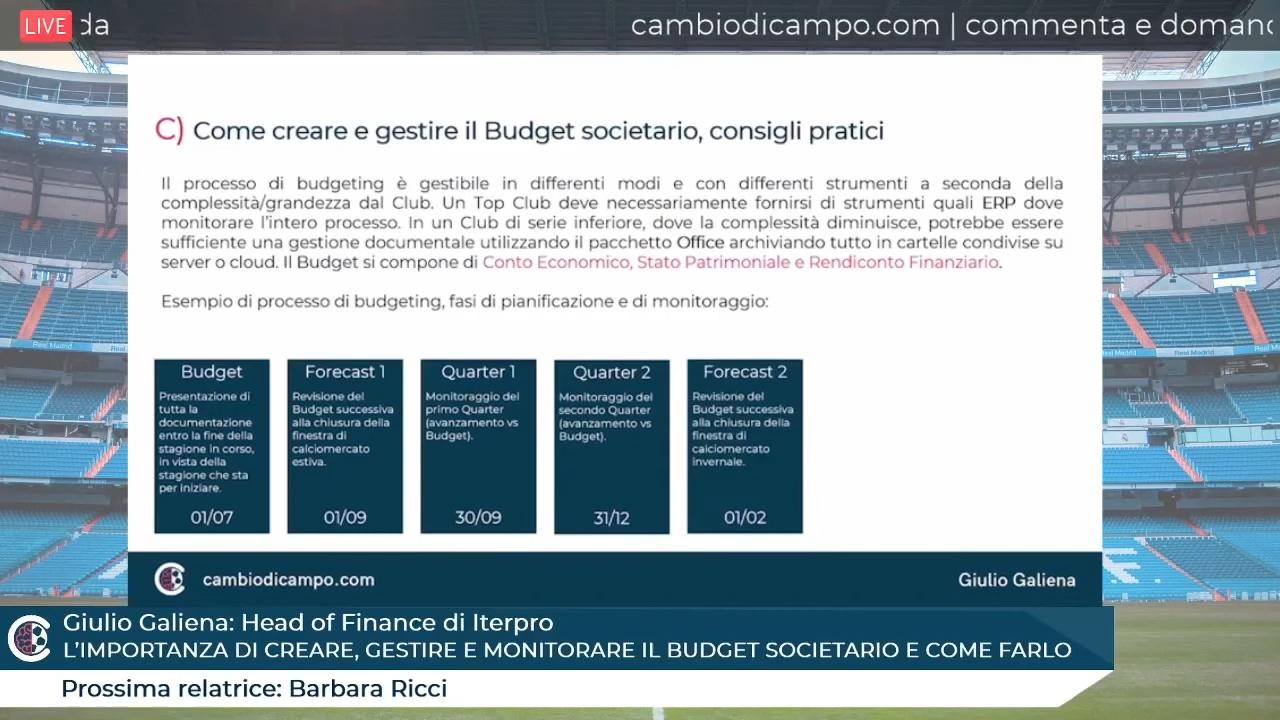 LIVE
da
cambiodicampo.com | commenta e domand
C) Come creare e gestire il Budget societario, consigli pratici
Il processo di budgeting è gestibile in differenti modi e con differenti strumenti a seconda della
complessità/grandezza dal Club. Un Top Club deve necessariamente fornirsi di strumenti quali ERP dove
monitorare l'intero processo. In un Club di serie inferiore, dove la complessità diminuisce, potrebbe essere
sufficiente una gestione documentale utilizzando il pacchetto Office archiviando tutto in cartelle condivise su
server o cloud. Il Budget si compone di Conto Economico, Stato Patrimoniale e Rendiconto Finanziario.
Esempio di processo di budgeting, fasi di pianificazione e di monitoraggio:
Budget
Presentazione di
tutta la
documentazione
entro la fine della
stagione in corso,
in vista della
stagione che sta
per iniziare.
01/07
Forecast 1
Revisione del
Budget successiva
alla chiusura della
finestra di
calciomercato
estiva.
01/09
Quarter 1
Monitoraggio del
primo Quarter
(avanzamento vs
Budget).
30/09
Quarter 2
Monitoraggio del
secondo Quarter
(avanzamento vs
Budget).
31/12
Forecast 2
Revisione del
Budget successiva
alla chiusura della
finestra di
calciomercato
invernale.
01/02
cambiodicampo.com
Giulio Galiena
Real Madrid
Real Madrid
Giulio Galiena: Head of Finance di Iterpro
L'IMPORTANZA DI CREARE, GESTIRE E MONITORARE IL BUDGET SOCIETARIO E COME FARLO
Prossima relatrice: Barbara Ricci